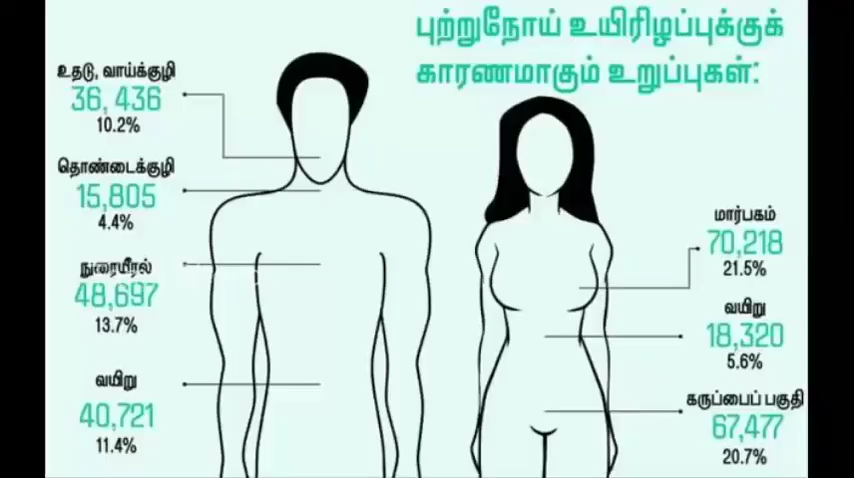 புற்றுநோய் உயிரிழப்புக்குக்
காரணமாகும் உறுப்புகள்:
உதடு, வாய்க்குழி
36,436
10.2%
தொண்டைக்குழி
15,805
4.4%
நுரையீரல்
48,697
13.7%
வயிறு
40,721
11.4%
மார்பகம்
70,218
21.5%
வயிறு
18,320
5.6%
கருப்பைப் பகுதி
67,477
20.7%